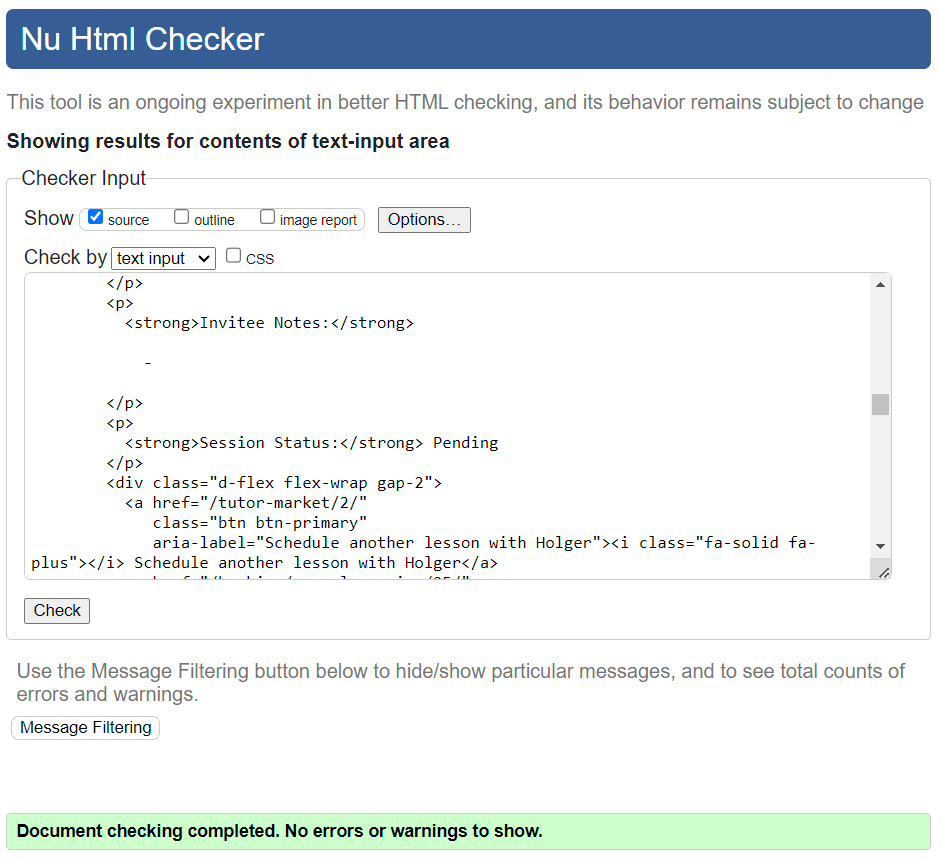 Nu Html Checker
This tool is an ongoing experiment in better HTML checking, and its behavior remains subject to change
Showing results for contents of text-input area
Checker Input
Show source outline image report Options...
Check by text input CSS
</p>
<p>
<strong>Invitee Notes:</strong>
-
</p>
<p>
<strong>Session Status:</strong> Pending
</p>
<div class="d-flex flex-wrap gap-2">
<a href="/tutor-market/2/"
class="btn btn-primary"
aria-label="Schedule another lesson with Holger"><i class="fa-solid fa-
plus"></i> Schedule another lesson with Holger</a>
Check
Use the Message Filtering button below to hide/show particular messages, and to see total counts of
errors and warnings.
Message Filtering
Document checking completed. No errors or warnings to show.